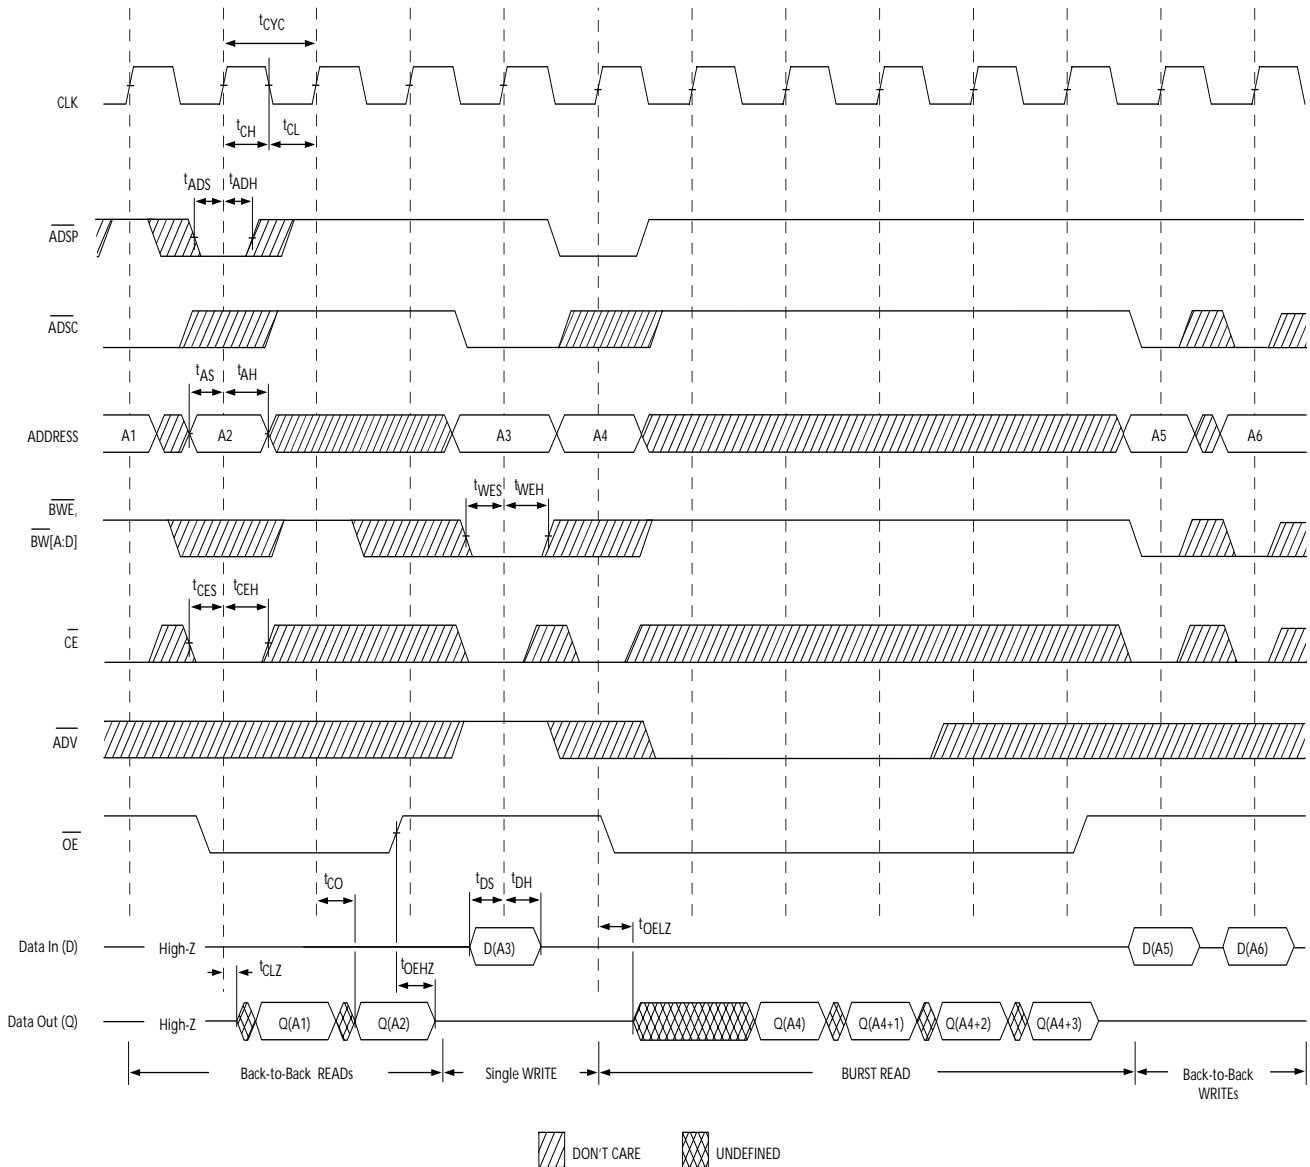 tCYC
CLK
tCH tCL
tADS tADH
ADSP
ADSC
tAS tAH
ADDRESS A1 A2 A3 A4 A5 A6
tWES tWEH
BWE,
BW[A:D]
tCES tCEH
CE
ADV
OE
tCO tDS tDH
tOELZ
Data In (D) High-Z D(A3) D(A5) D(A6)
tCLZ tOEHZ
Data Out (Q) High-Z Q(A1) Q(A2) Q(A4) Q(A4+1) Q(A4+2) Q(A4+3)
Back-to-Back READs Single WRITE BURST READ Back-to-Back
WRITEs
DON'T CARE UNDEFINED